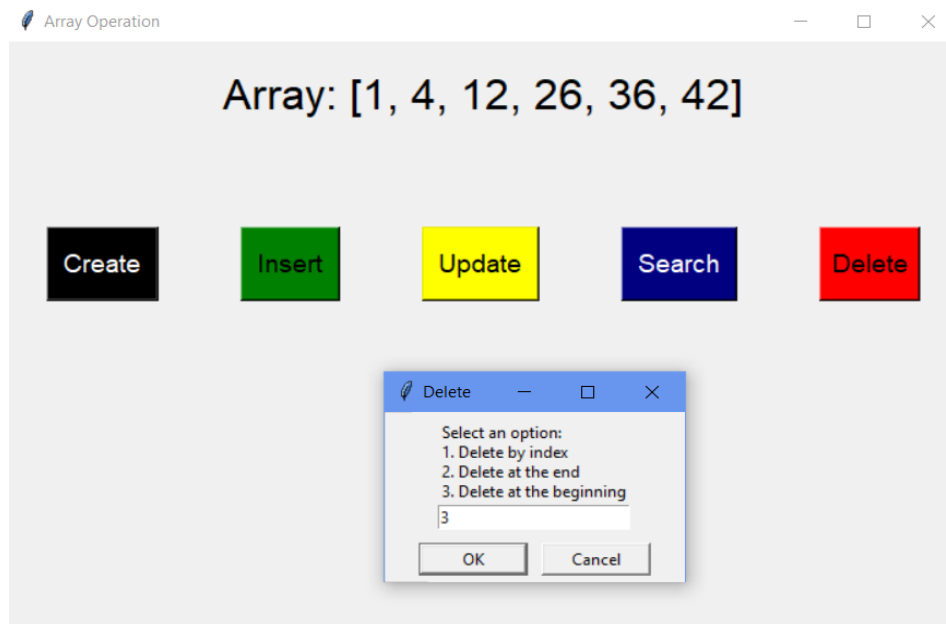 Array Operation
Array: [1, 4, 12, 26, 36, 42]
Create Insert Update Search Delete
Delete
Select an option:
1. Delete by index
2. Delete at the end
3. Delete at the beginning
3
OK Cancel